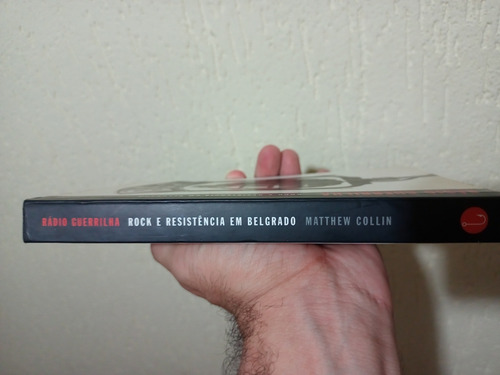 RÁDIO GUERRILHA ROCK E RESISTÊNCIA EM BELGRADO MATTHEW COLLIN